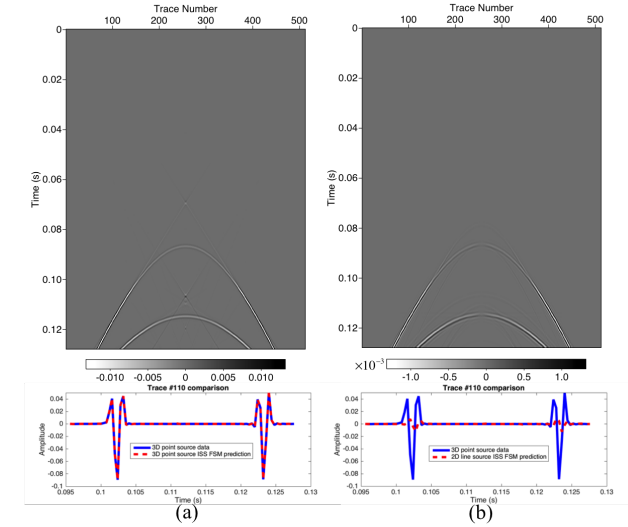 Trace Number
100 200 300 400 500
Time (s)
0
0.02
0.04
0.06
0.08
0.10
0.12
-0.010 -0.005 0 0.005 0.010
Trace #110 comparison
Amplitude
0.04
0.02
0
-0.02
-0.04
-0.06
-0.08
-0.1
3D point source data
3D point source ISS FSM prediction
0.095 0.1 0.105 0.11 0.115 0.12 0.125 0.13
Time (s)
(a)
Trace Number
100 200 300 400 500
Time (s)
0
0.02
0.04
0.06
0.08
0.10
0.12
×10⁻³
-1.0 -0.5 0 0.5 1.0
Trace #110 comparison
Amplitude
0.04
0.02
0
-0.02
-0.04
-0.06
-0.08
-0.1
3D point source data
2D line source ISS FSM prediction
0.095 0.1 0.105 0.11 0.115 0.12 0.125 0.13
Time (s)
(b)